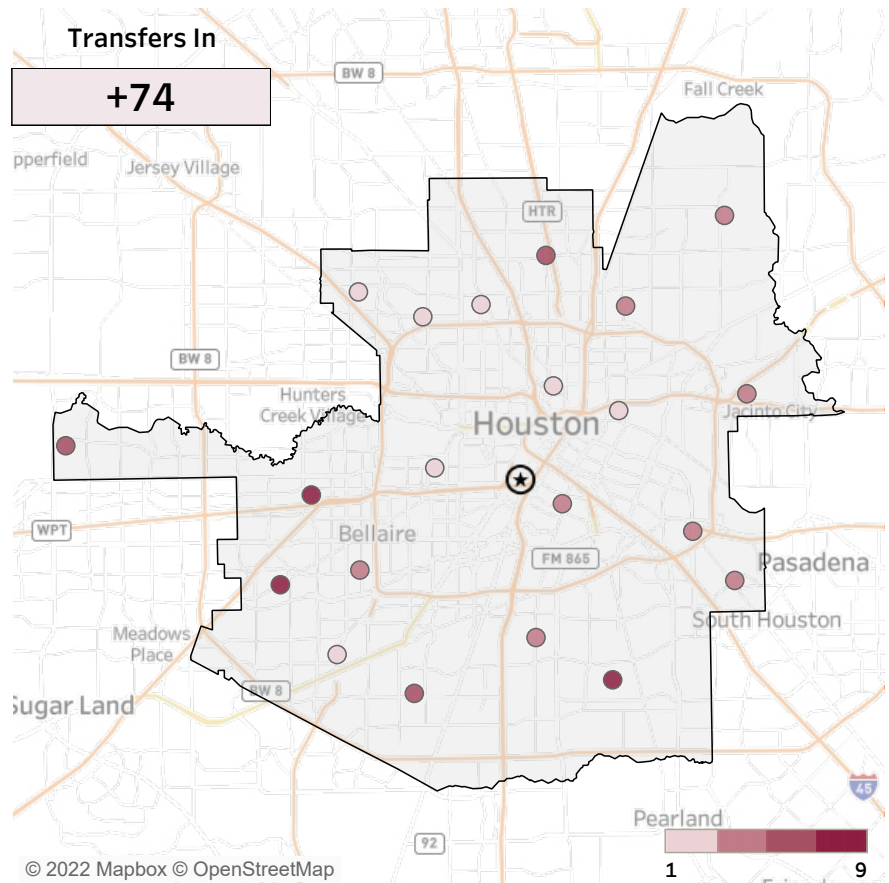 Transfers In
+74
BW 8
Fall Creek
pperfield
Jersey Village
HTR
BW 8
Hunters
Creek Village
Jacinto City
Houston
WPT
Bellaire
FM 865
Pasadena
South Houston
Meadows
Place
BW 8
Sugar Land
45
Pearland
92
1
9
© 2022 Mapbox © OpenStreetMap